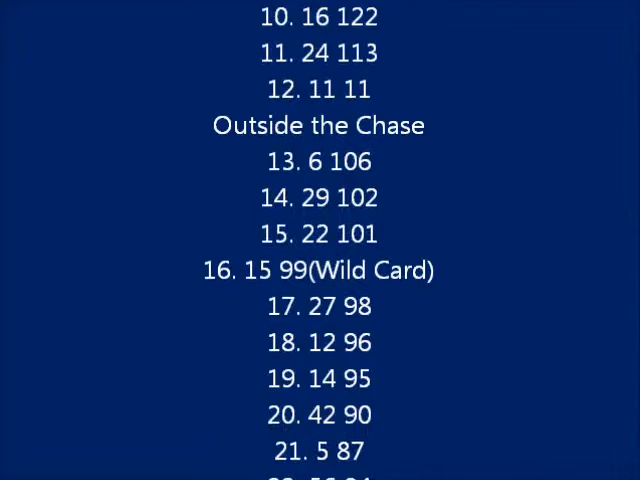 10. 16 122
11. 24 113
12. 11 11
Outside the Chase
13. 6 106
14. 29 102
15. 22 101
16. 15 99(Wild Card)
17. 27 98
18. 12 96
19. 14 95
20. 42 90
21. 5 87